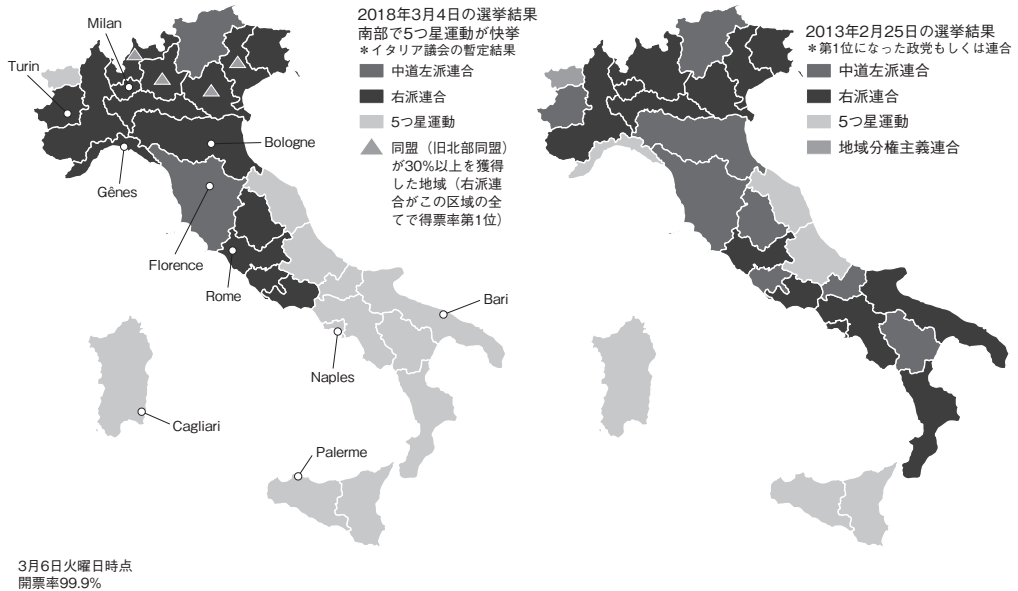 2018年3月4日の選挙結果
南部で5つ星運動が快挙
＊イタリア議会の暫定結果
中道左派連合
右派連合
5つ星運動
同盟（旧北部同盟）
が30％以上を獲得
した地域（右派連
合がこの区域の全
てで得票率第1位）
Milan
Turin
Bologne
Gênes
Florence
Rome
Bari
Naples
Cagliari
Palerme
3月6日火曜日時点
開票率99.9％
2013年2月25日の選挙結果
＊第1位になった政党もしくは連合
中道左派連合
右派連合
5つ星運動
地域分権主義連合